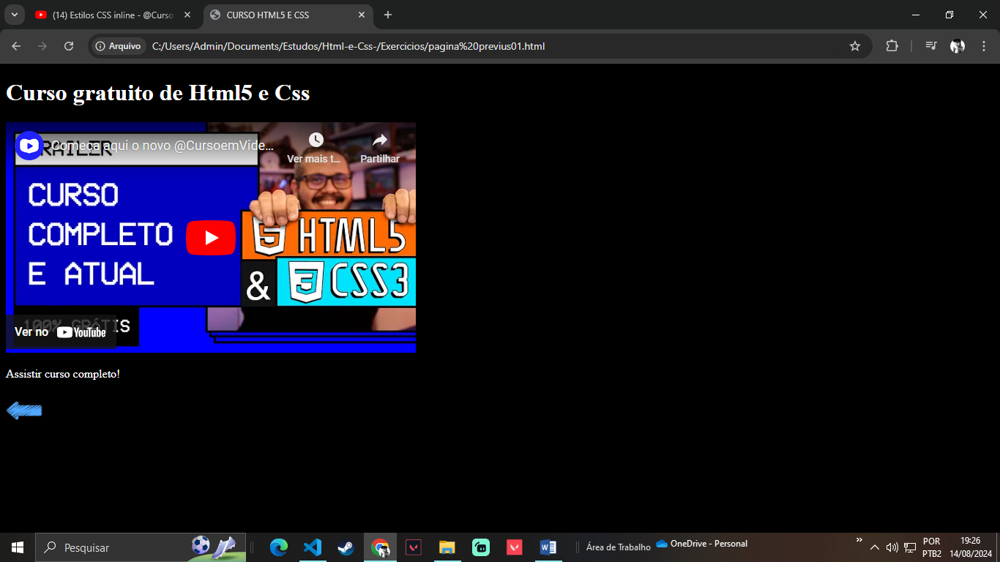 (14) Estilos CSS inline - @Curso
CURSO HTML5 E CSS
Arquivo
C:/Users/Admin/Documents/Estudos/Html-e-Css-/Exercicios/pagina%20previus01.html
Curso gratuito de Html5 e Css
TRAILER
Começa aqui o novo @CursoemVide...
Ver mais t...
Partilhar
CURSO
COMPLETO
E ATUAL
HTML5
& CSS3
100% GRÁTIS
Ver no YouTube
Assistir curso completo!
Pesquisar
Área de Trabalho
OneDrive - Personal
POR
PTB2
19:26
14/08/2024